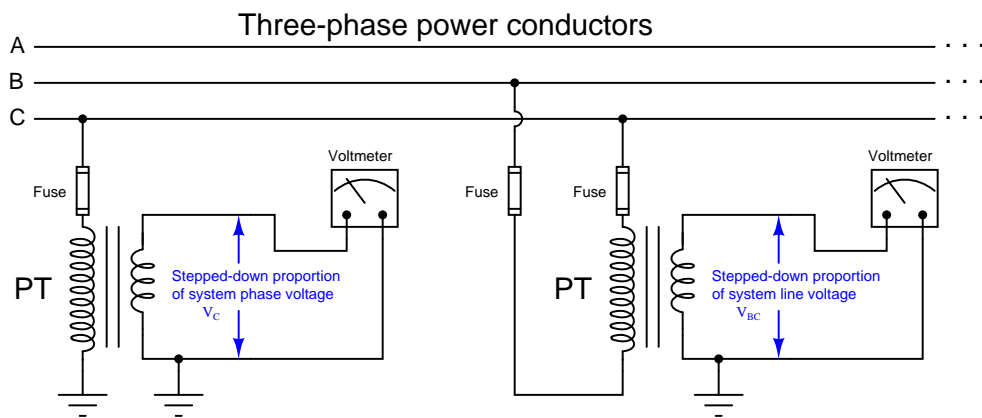 Three-phase power conductors
A
. . .
B
. . .
C
. . .
Voltmeter
Voltmeter
Fuse
Fuse
Fuse
PT
Stepped-down proportion
of system phase voltage
VC
PT
Stepped-down proportion
of system line voltage
VBC